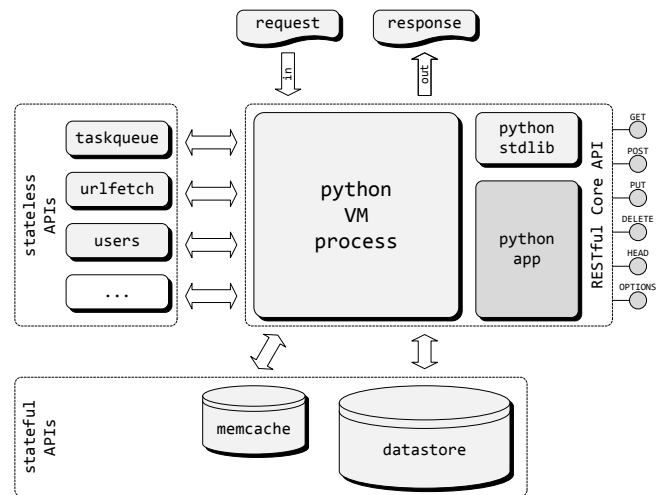 request
response
in
out
stateless
APIs
taskqueue
urlfetch
users
...
python
VM
process
python
stdlib
python
app
RESTful Core API
GET
POST
PUT
DELETE
HEAD
OPTIONS
stateful
APIs
memcache
datastore